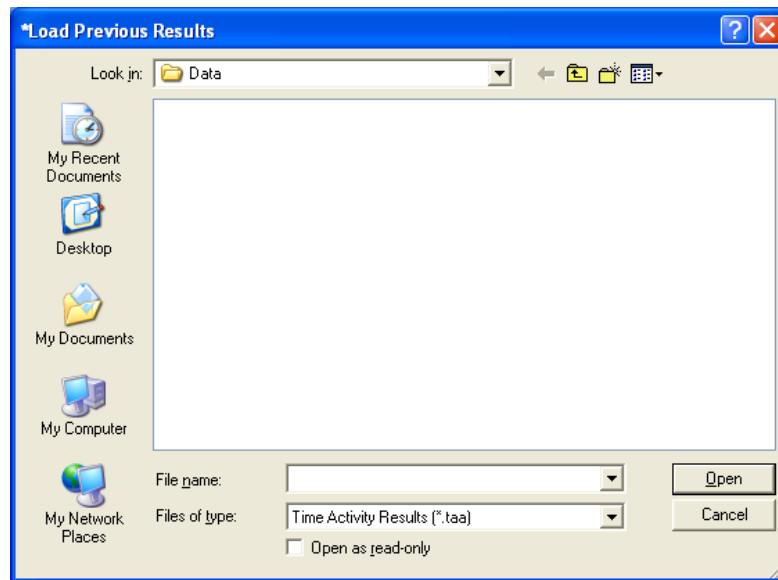 *Load Previous Results
Look in:
Data
My Recent
Documents
Desktop
My Documents
My Computer
My Network
Places
File name:
Open
Files of type:
Time Activity Results (*.taa)
Cancel
Open as read-only